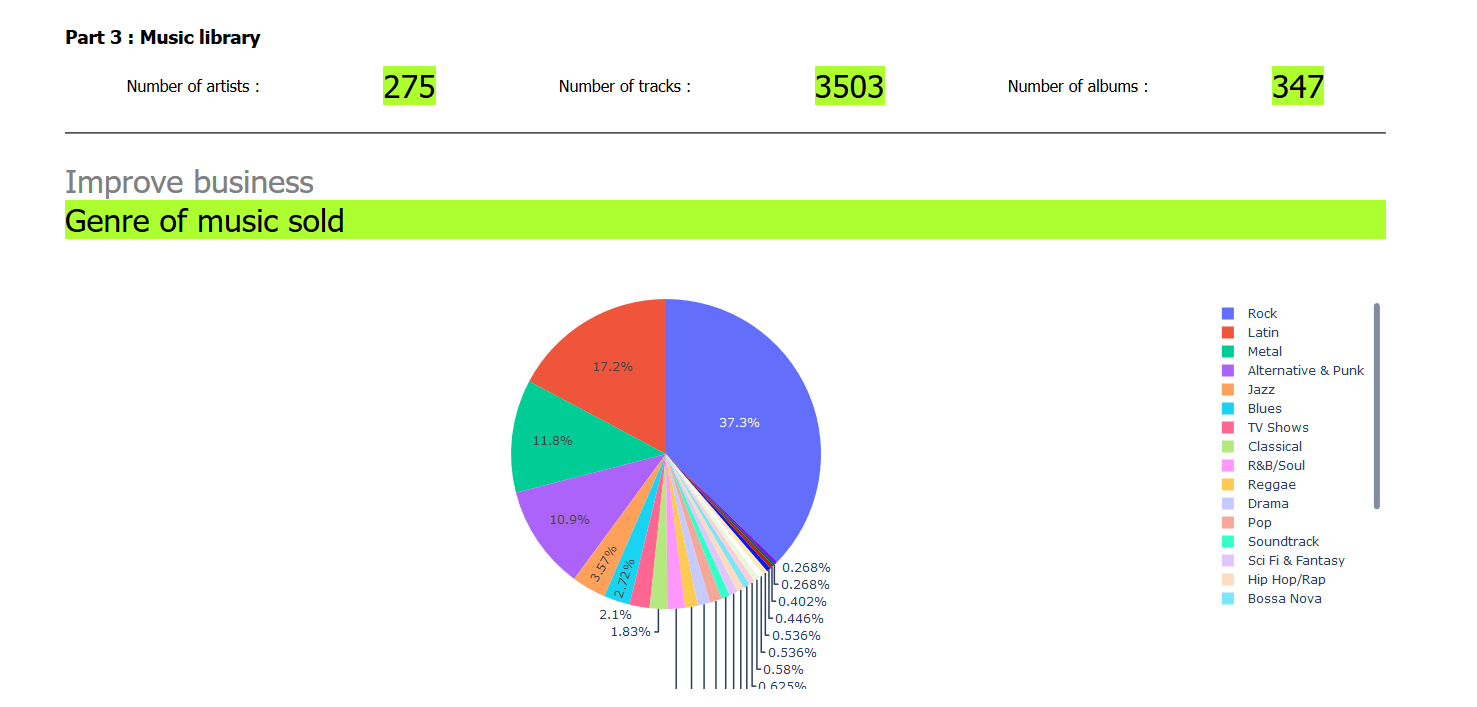 Part 3 : Music library
Number of artists : 275 Number of tracks : 3503 Number of albums : 347
Improve business
Genre of music sold
Rock
Latin
Metal
Alternative & Punk
Jazz
Blues
TV Shows
Classical
R&B/Soul
Reggae
Drama
Pop
Soundtrack
Sci Fi & Fantasy
Hip Hop/Rap
Bossa Nova
17.2%
37.3%
11.8%
10.9%
3.57%
2.72%
2.1%
1.83%
0.268%
0.268%
0.402%
0.446%
0.536%
0.536%
0.58%
0.625%